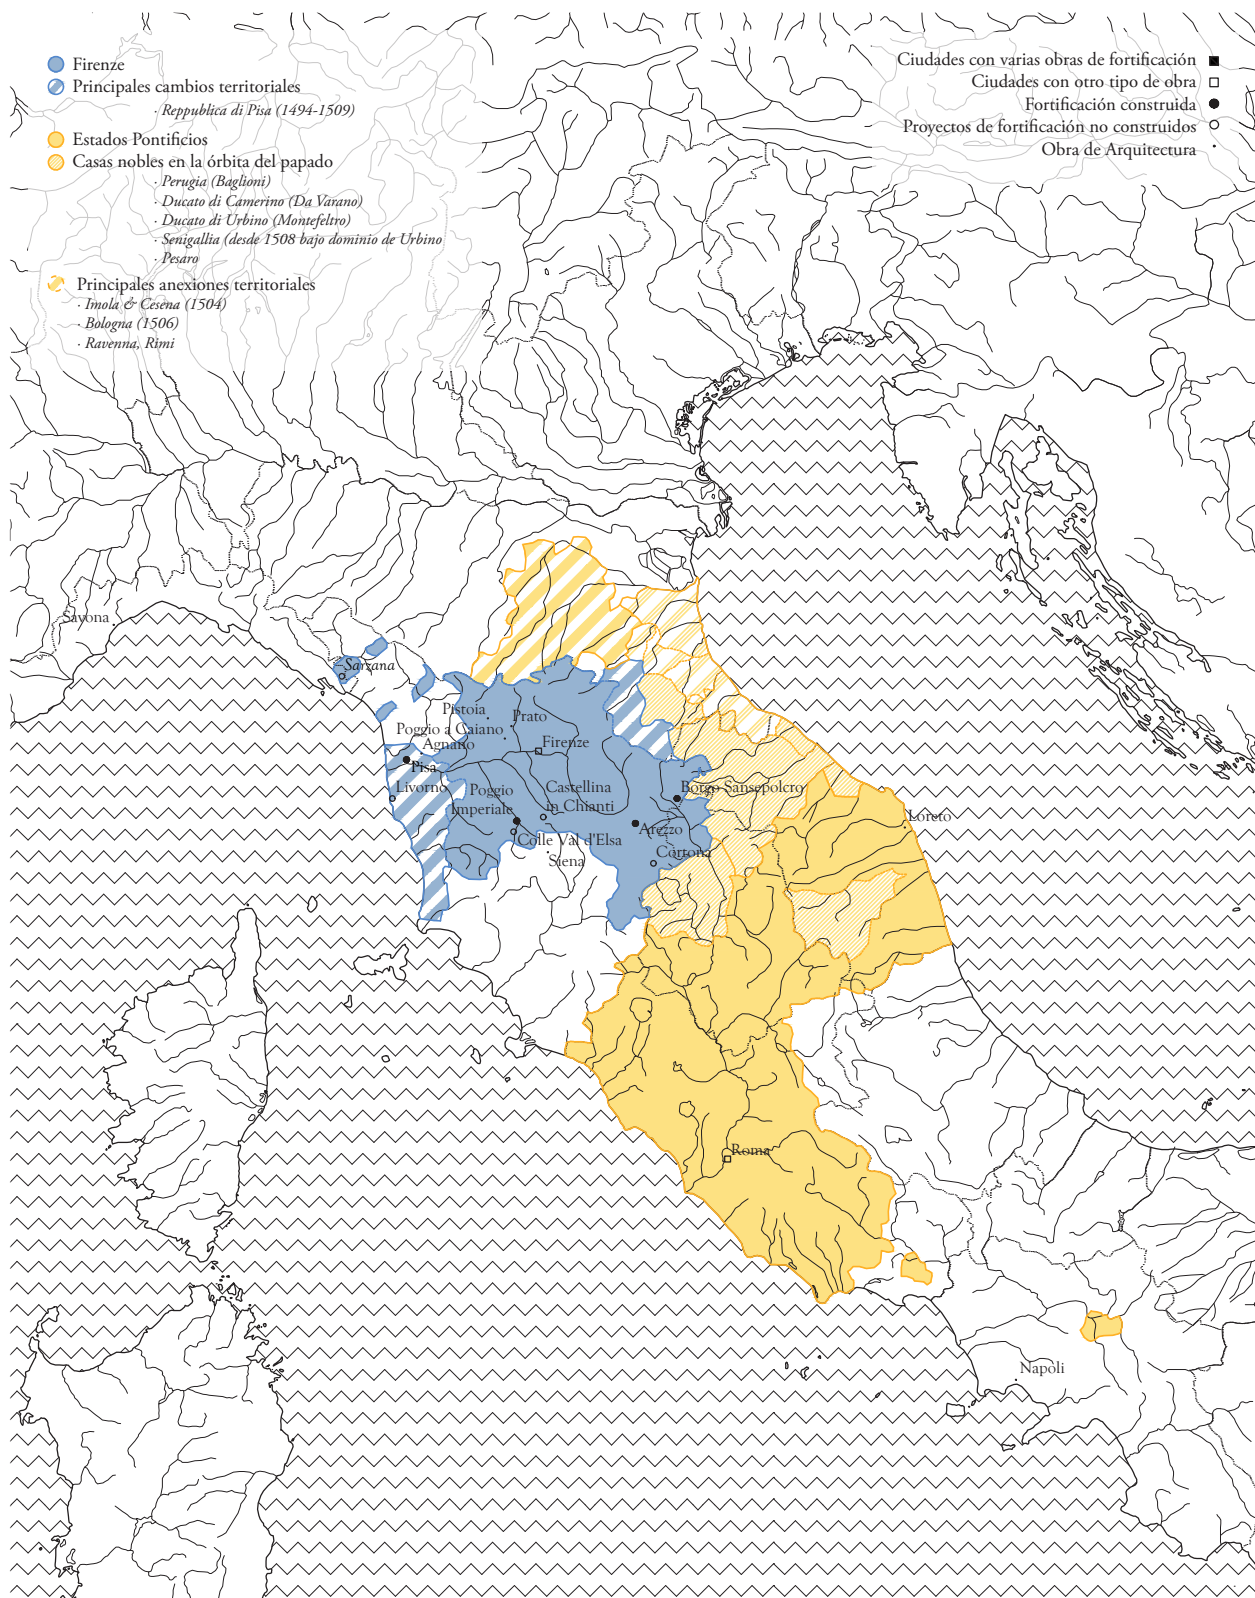 Firenze
Principales cambios territoriales
· Reppublica di Pisa (1494-1509)
Estados Pontificios
Casas nobles en la órbita del papado
· Perugia (Baglioni)
· Ducato di Camerino (Da Varano)
· Ducato di Urbino (Montefeltro)
· Senigallia (desde 1508 bajo dominio de Urbino
· Pesaro
Principales anexiones territoriales
· Imola & Cesena (1504)
· Bologna (1506)
· Ravenna, Rimi
Ciudades con varias obras de fortificación
Ciudades con otro tipo de obra
Fortificación construida
Proyectos de fortificación no construidos
Obra de Arquitectura
Savona
Sarzana
Pistoia
Prato
Poggio a Caiano
Agnano
Firenze
Pisa
Livorno
Poggio
Imperiale
Castellina
in Chianti
Borgo Sansepolcro
Loreto
Arezzo
Colle Val d'Elsa
Cortona
Siena
Roma
Napoli